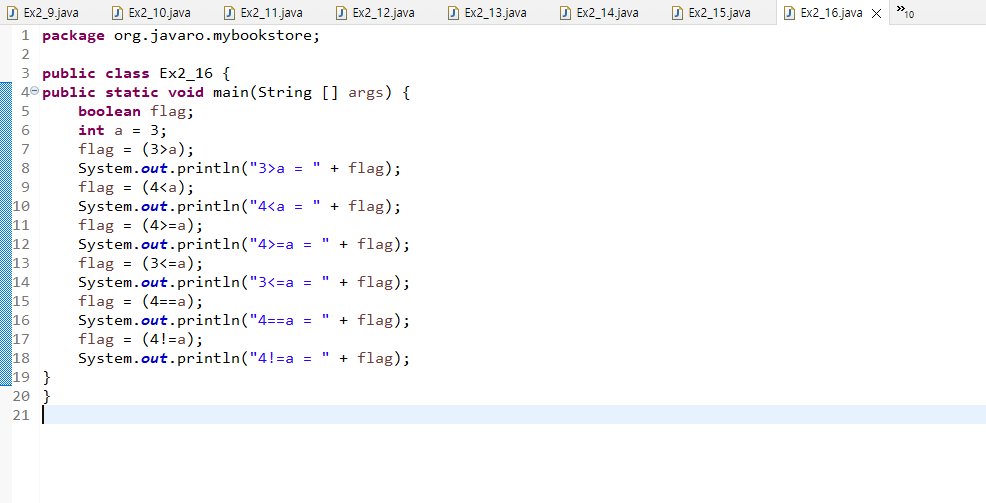 Ex2_9.java Ex2_10.java Ex2_11.java Ex2_12.java Ex2_13.java Ex2_14.java Ex2_15.java Ex2_16.java »10
1 package org.javaro.mybookstore;
2
3 public class Ex2_16 {
4 public static void main(String [] args) {
5 boolean flag;
6 int a = 3;
7 flag = (3>a);
8 System.out.println("3>a = " + flag);
9 flag = (4<a);
10 System.out.println("4<a = " + flag);
11 flag = (4>=a);
12 System.out.println("4>=a = " + flag);
13 flag = (3<=a);
14 System.out.println("3<=a = " + flag);
15 flag = (4==a);
16 System.out.println("4==a = " + flag);
17 flag = (4!=a);
18 System.out.println("4!=a = " + flag);
19 }
20 }
21